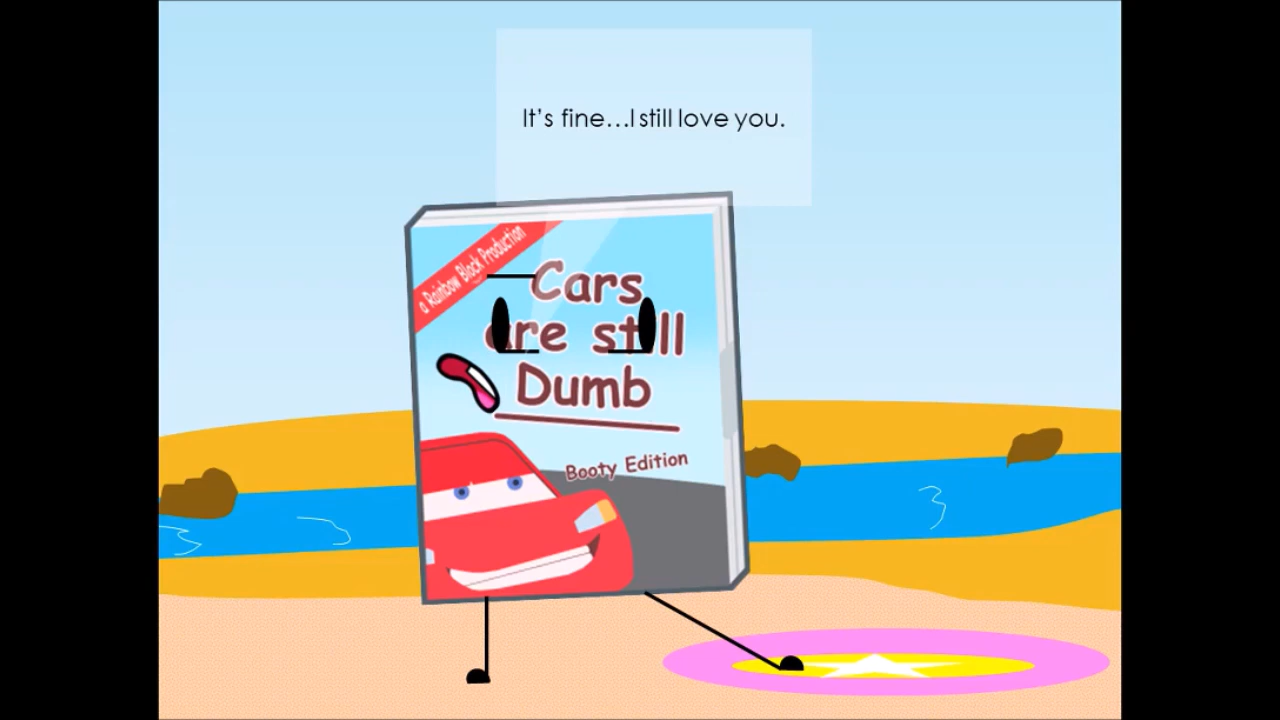 It's fine...I still love you.
a Rainbow Block Production
Cars
are still
Dumb
Booty Edition